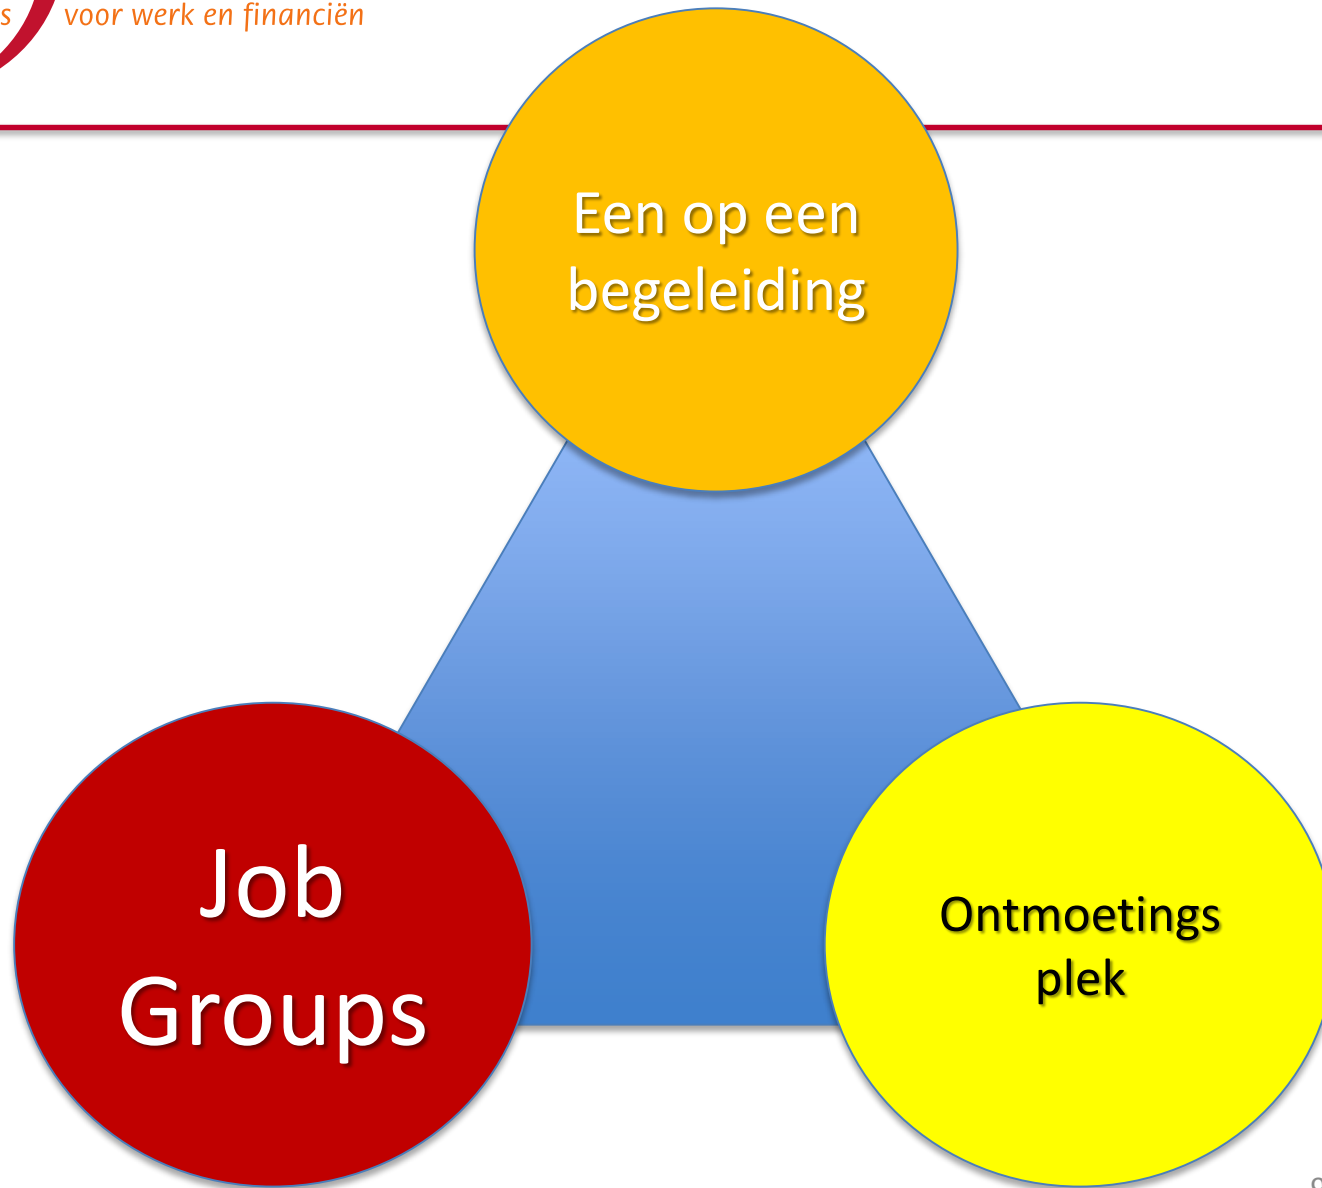 s voor werk en financiën
Een op een
begeleiding
Job
Groups
Ontmoetings
plek